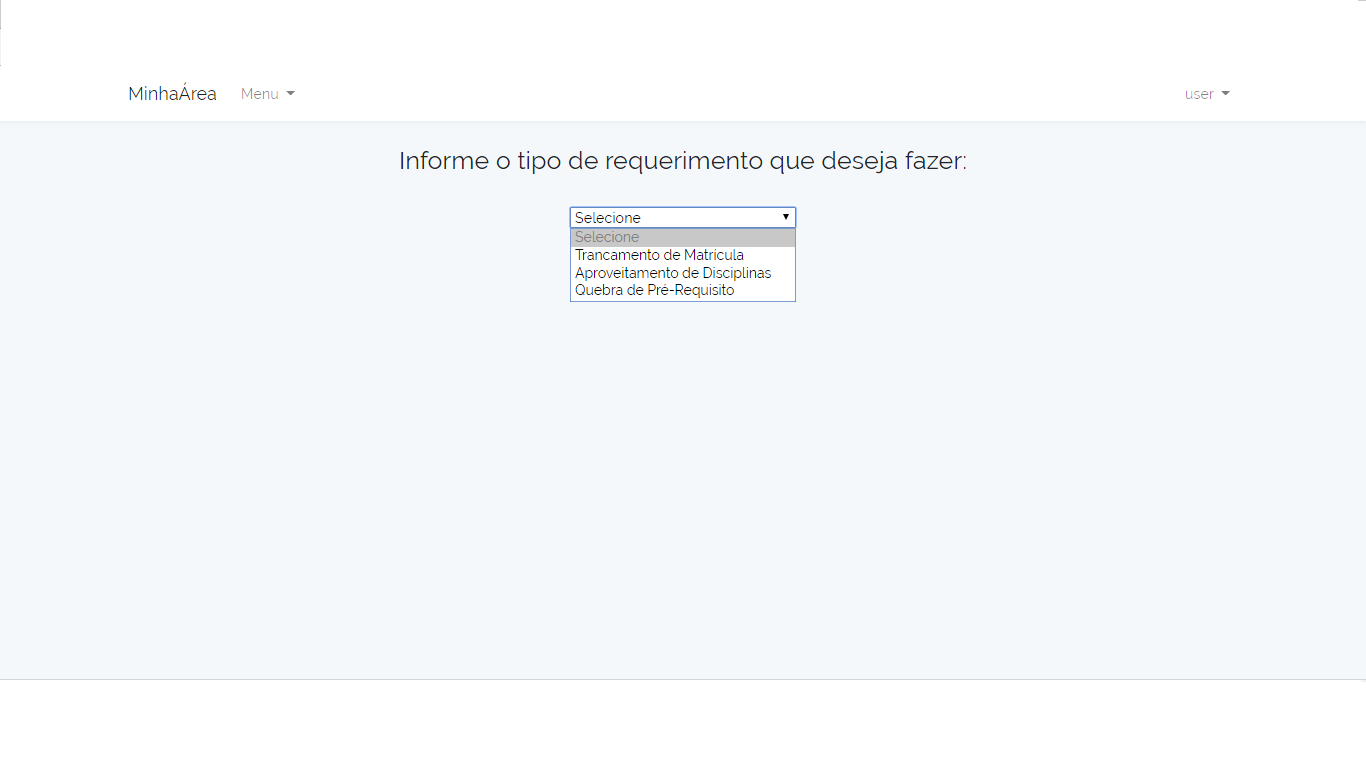 MinhaÁrea Menu user
Informe o tipo de requerimento que deseja fazer:
Selecione
Selecione
Trancamento de Matrícula
Aproveitamento de Disciplinas
Quebra de Pré-Requisito